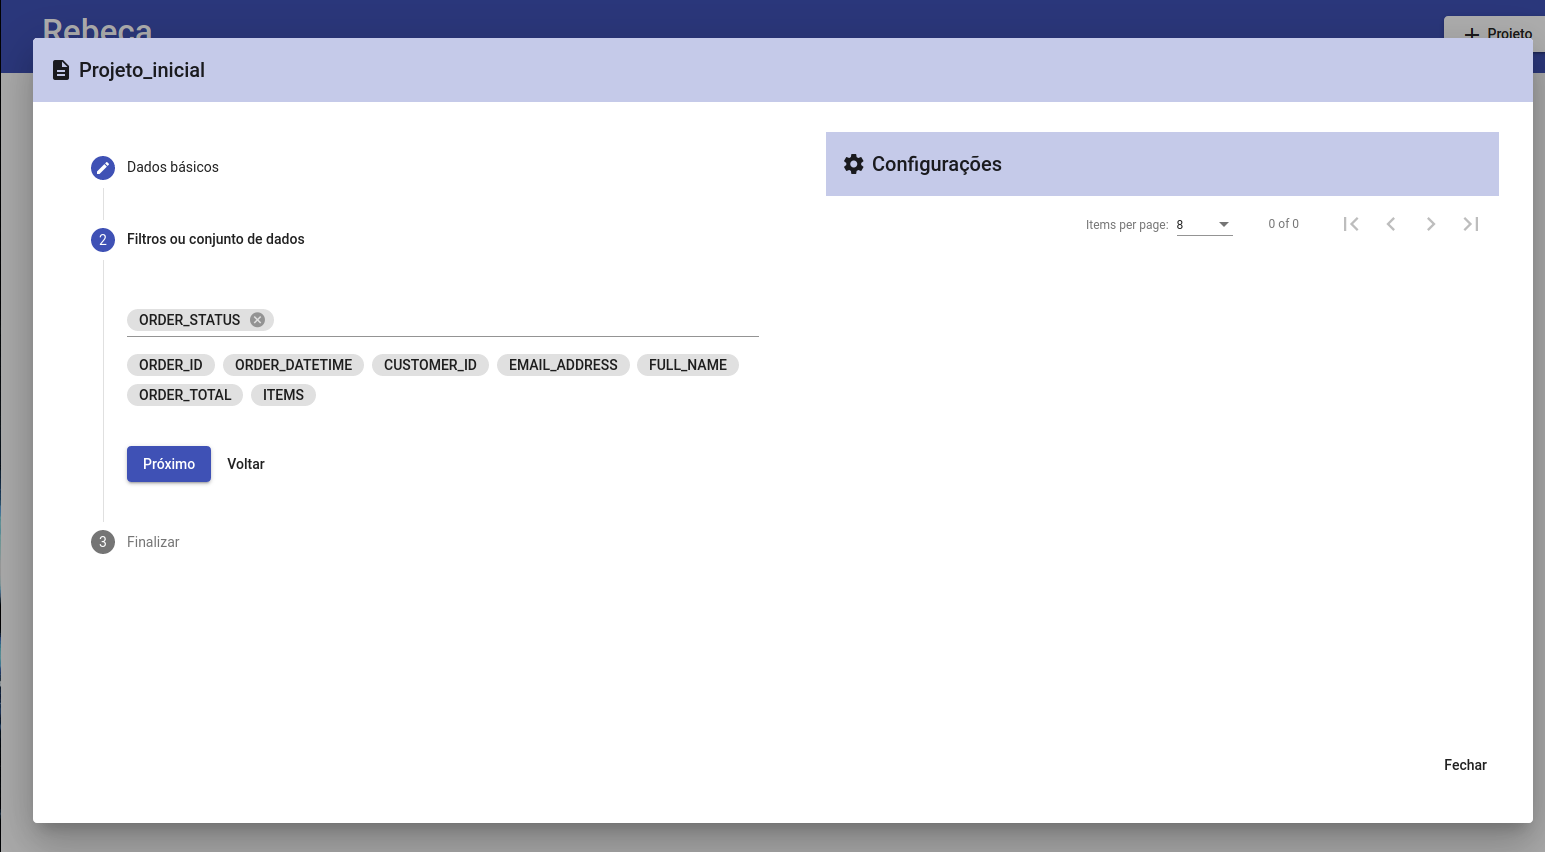 Rebeca
Projeto
Projeto_inicial
Dados básicos
2 Filtros ou conjunto de dados
ORDER_STATUS
ORDER_ID ORDER_DATETIME CUSTOMER_ID EMAIL_ADDRESS FULL_NAME
ORDER_TOTAL ITEMS
Próximo Voltar
3 Finalizar
Configurações
Items per page: 8 0 of 0
Fechar